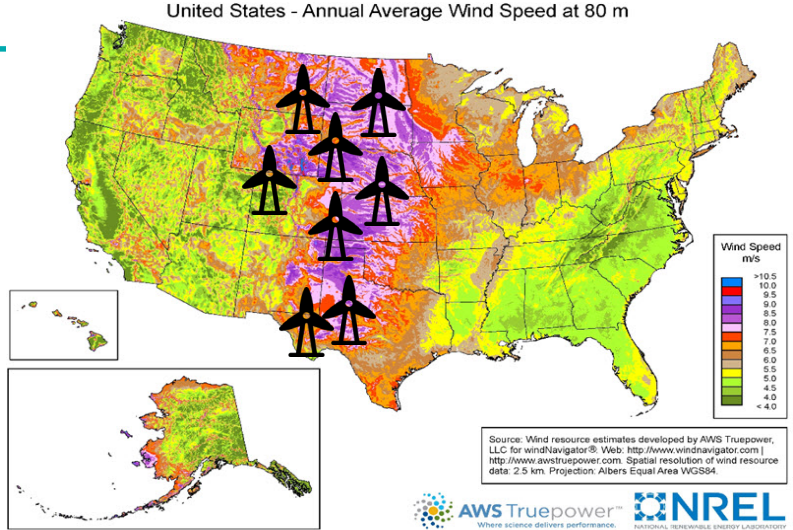 United States - Annual Average Wind Speed at 80 m
Wind Speed
m/s
>10.5
10.0
9.5
9.0
8.5
8.0
7.5
7.0
6.5
6.0
5.5
5.0
4.5
4.0
< 4.0
Source: Wind resource estimates developed by AWS Truepower,
LLC for windNavigator®. Web: http://www.windnavigator.com |
http://www.awstruepower.com. Spatial resolution of wind resource
data: 2.5 km. Projection: Albers Equal Area WGS84.
AWS Truepower™
Where science delivers performance.
NREL
NATIONAL RENEWABLE ENERGY LABORATORY